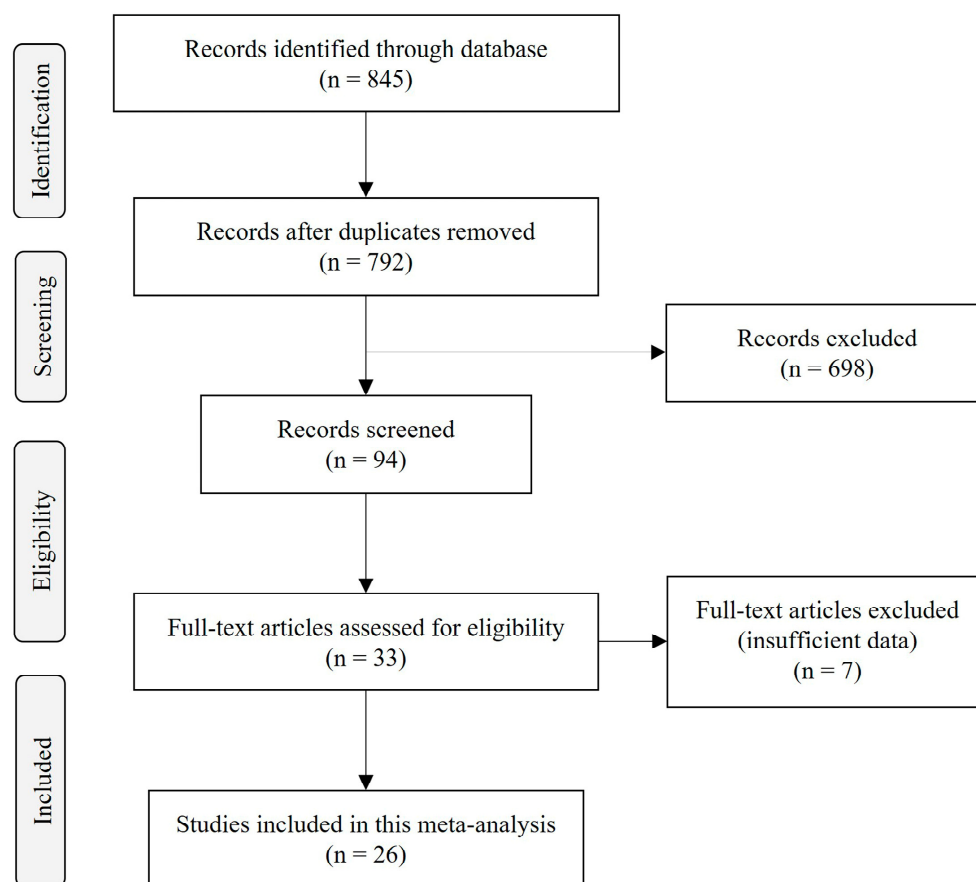 Identification
Records identified through database
(n = 845)
Records after duplicates removed
(n = 792)
Screening
Records excluded
(n = 698)
Records screened
(n = 94)
Eligibility
Full-text articles assessed for eligibility
(n = 33)
Full-text articles excluded
(insufficient data)
(n = 7)
Included
Studies included in this meta-analysis
(n = 26)